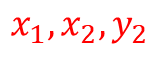 x₁, x₂, y₂